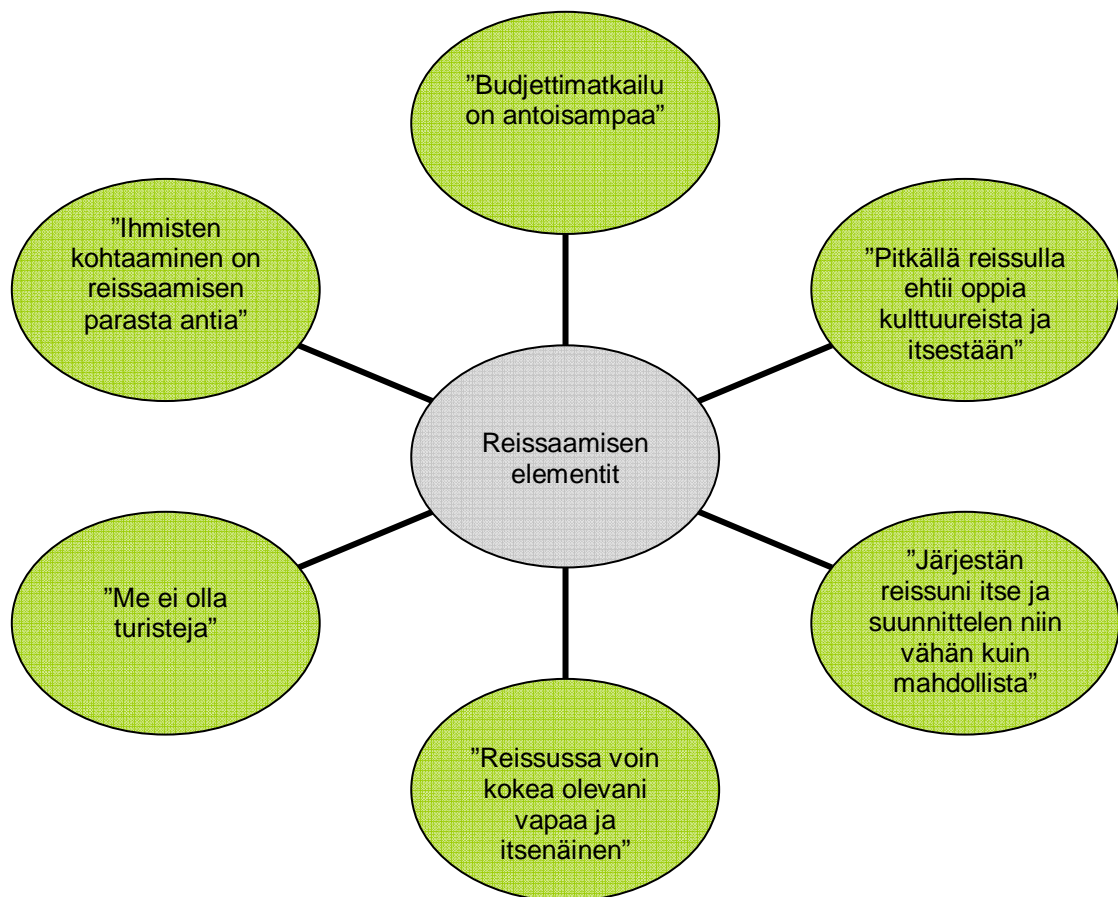 ”Budjettimatkailu
on antoisampaa”
”Ihmisten
kohtaaminen on
reissaamisen
parasta antia”
”Pitkällä reissulla
ehtii oppia
kulttuureista ja
itsestään”
Reissaamisen
elementit
”Me ei olla
turisteja”
”Järjestän
reissuni itse ja
suunnittelen niin
vähän kuin
mahdollista”
”Reissussa voin
kokea olevani
vapaa ja
itsenäinen”